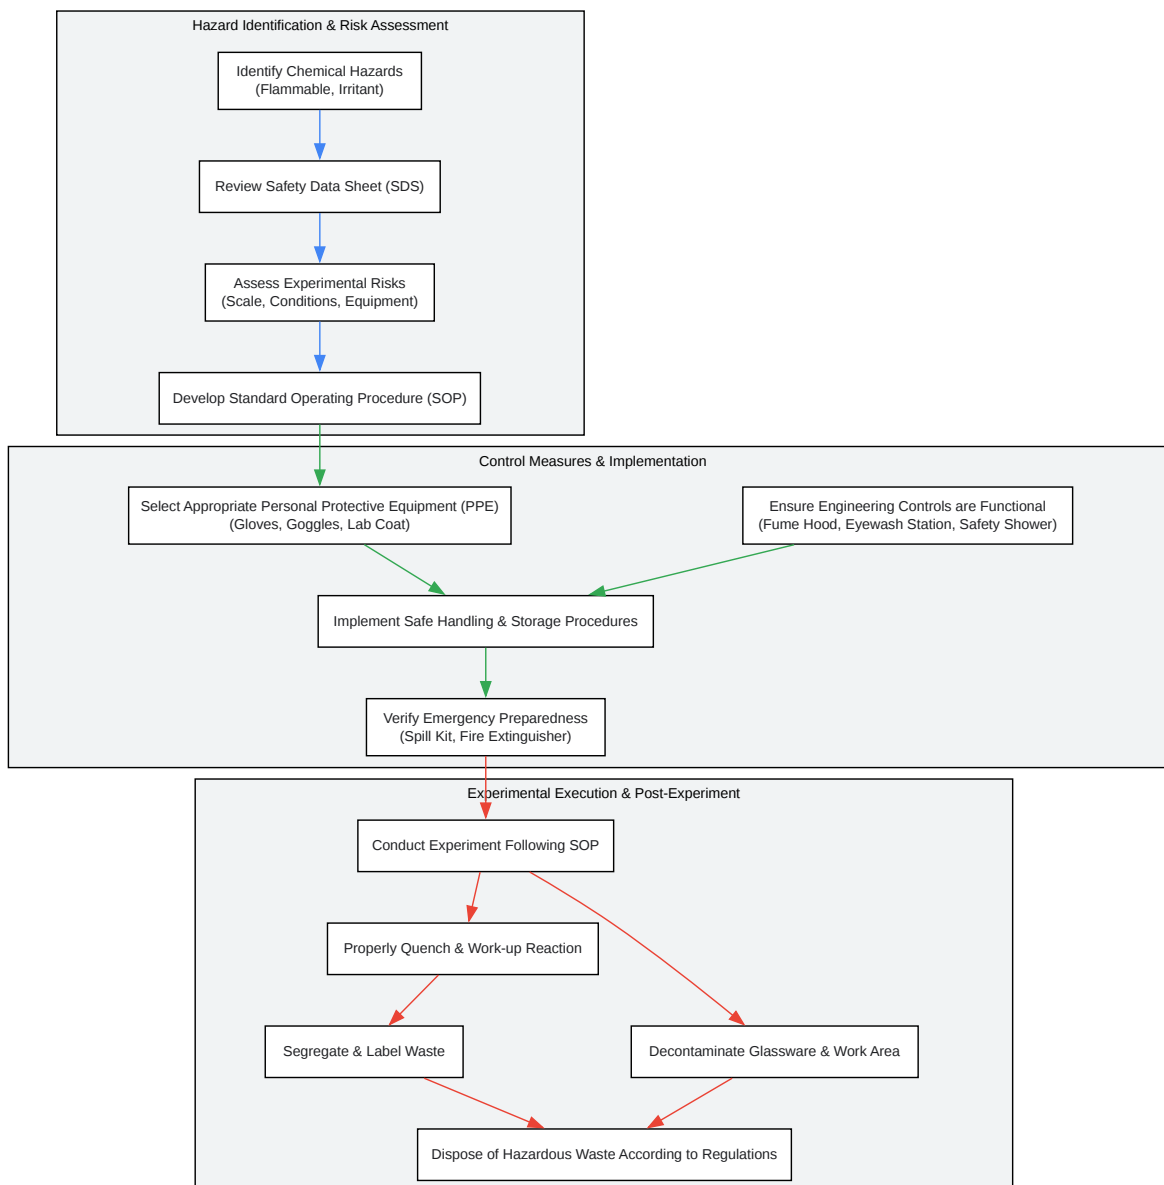 Hazard Identification & Risk Assessment
Identify Chemical Hazards
(Flammable, Irritant)
Review Safety Data Sheet (SDS)
Assess Experimental Risks
(Scale, Conditions, Equipment)
Develop Standard Operating Procedure (SOP)
Control Measures & Implementation
Select Appropriate Personal Protective Equipment (PPE)
(Gloves, Goggles, Lab Coat)
Ensure Engineering Controls are Functional
(Fume Hood, Eyewash Station, Safety Shower)
Implement Safe Handling & Storage Procedures
Verify Emergency Preparedness
(Spill Kit, Fire Extinguisher)
Experimental Execution & Post-Experiment
Conduct Experiment Following SOP
Properly Quench & Work-up Reaction
Segregate & Label Waste
Decontaminate Glassware & Work Area
Dispose of Hazardous Waste According to Regulations